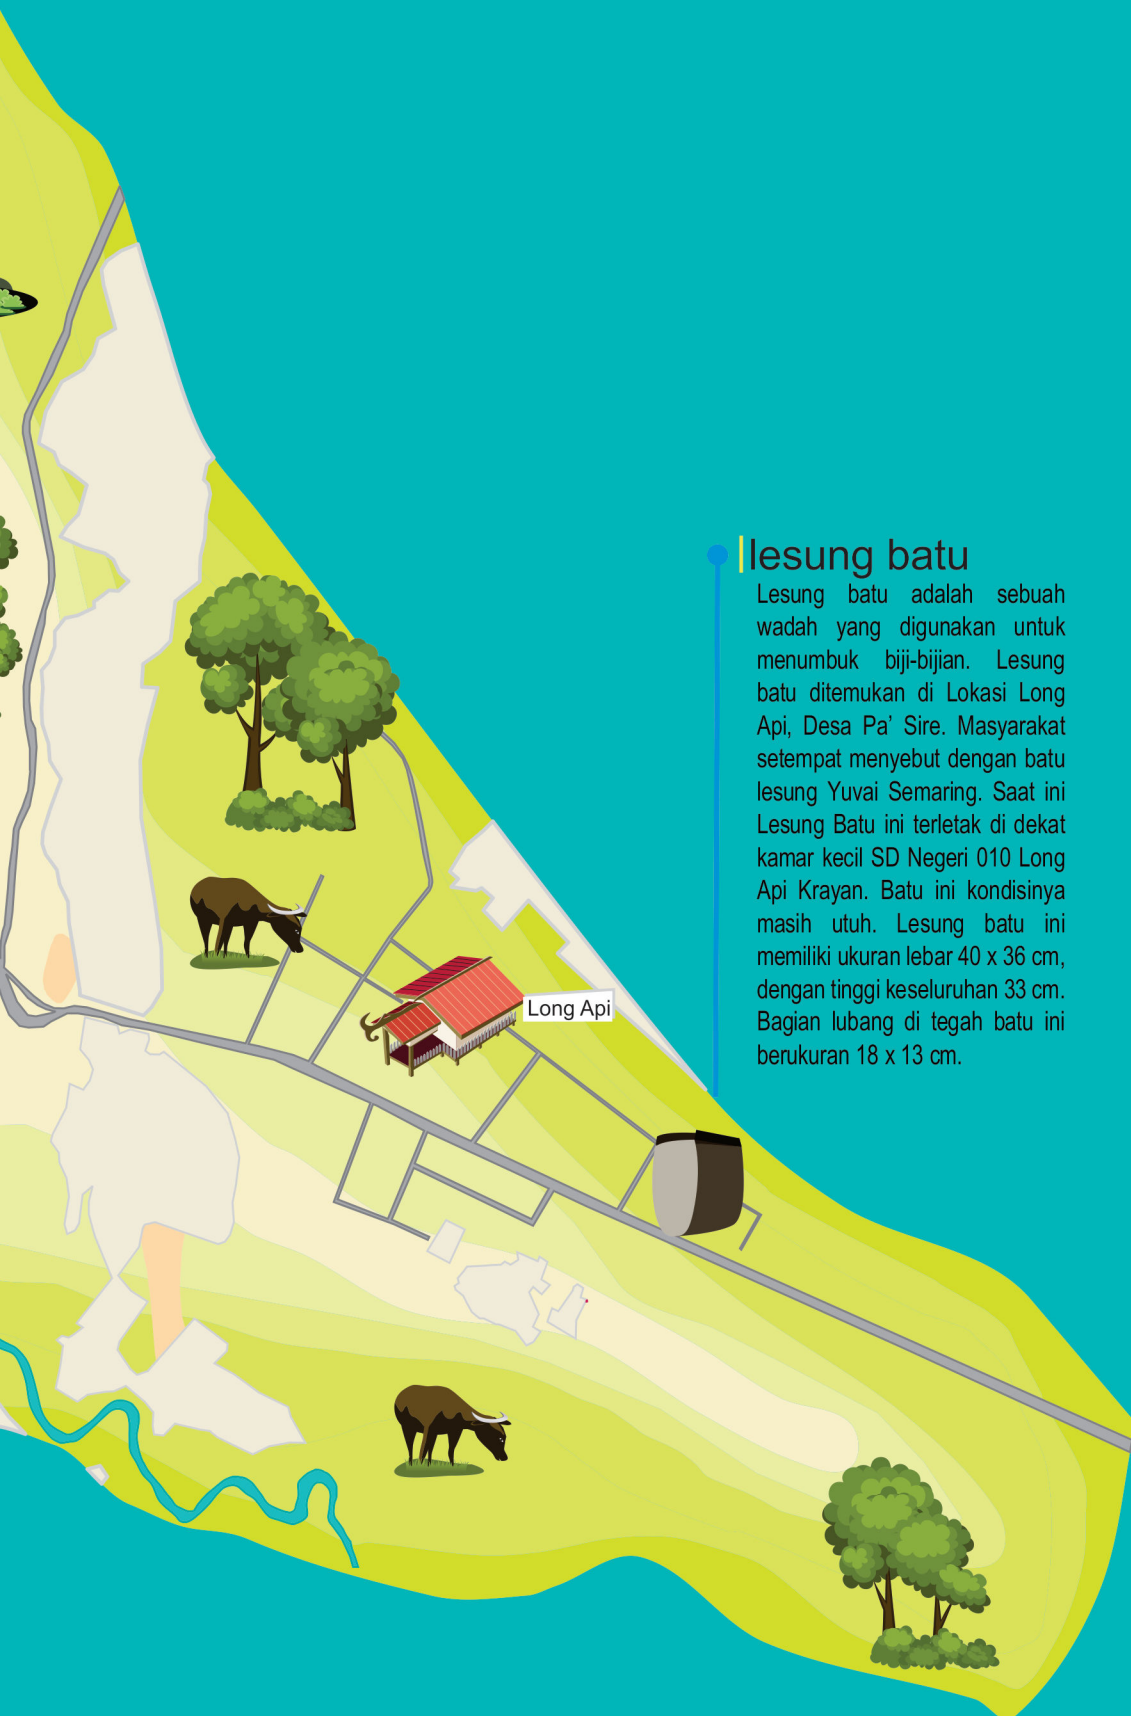 lesung batu
Lesung batu adalah sebuah
wadah yang digunakan untuk
menumbuk biji-bijian. Lesung
batu ditemukan di Lokasi Long
Api, Desa Pa’ Sire. Masyarakat
setempat menyebut dengan batu
lesung Yuvai Semaring. Saat ini
Lesung Batu ini terletak di dekat
kamar kecil SD Negeri 010 Long
Api Krayan. Batu ini kondisinya
masih utuh. Lesung batu ini
memiliki ukuran lebar 40 x 36 cm,
dengan tinggi keseluruhan 33 cm.
Bagian lubang di tegah batu ini
berukuran 18 x 13 cm.
Long Api